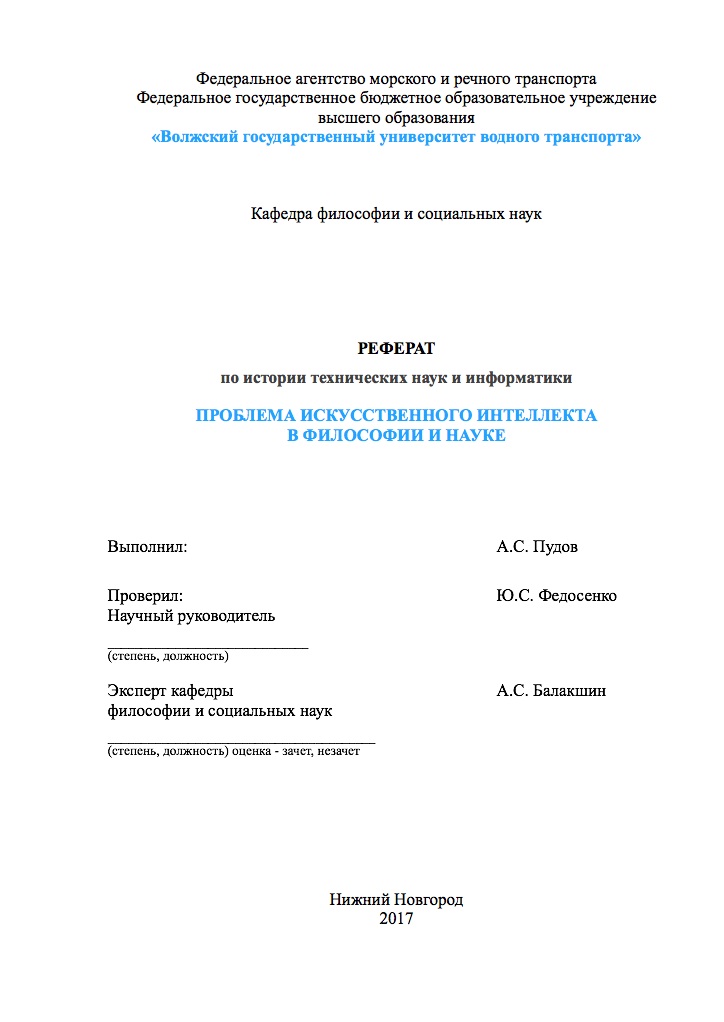 Федеральное агентство морского и речного транспорта
Федеральное государственное бюджетное образовательное учреждение
высшего образования
«Волжский государственный университет водного транспорта»
Кафедра философии и социальных наук
РЕФЕРАТ
по истории технических наук и информатики
ПРОБЛЕМА ИСКУССТВЕННОГО ИНТЕЛЛЕКТА
В ФИЛОСОФИИ И НАУКЕ
Выполнил: А.С. Пудов
Проверил: Ю.С. Федосенко
Научный руководитель
(степень, должность)
Эксперт кафедры А.С. Балакшин
философии и социальных наук
(степень, должность) оценка - зачет, незачет
Нижний Новгород
2017